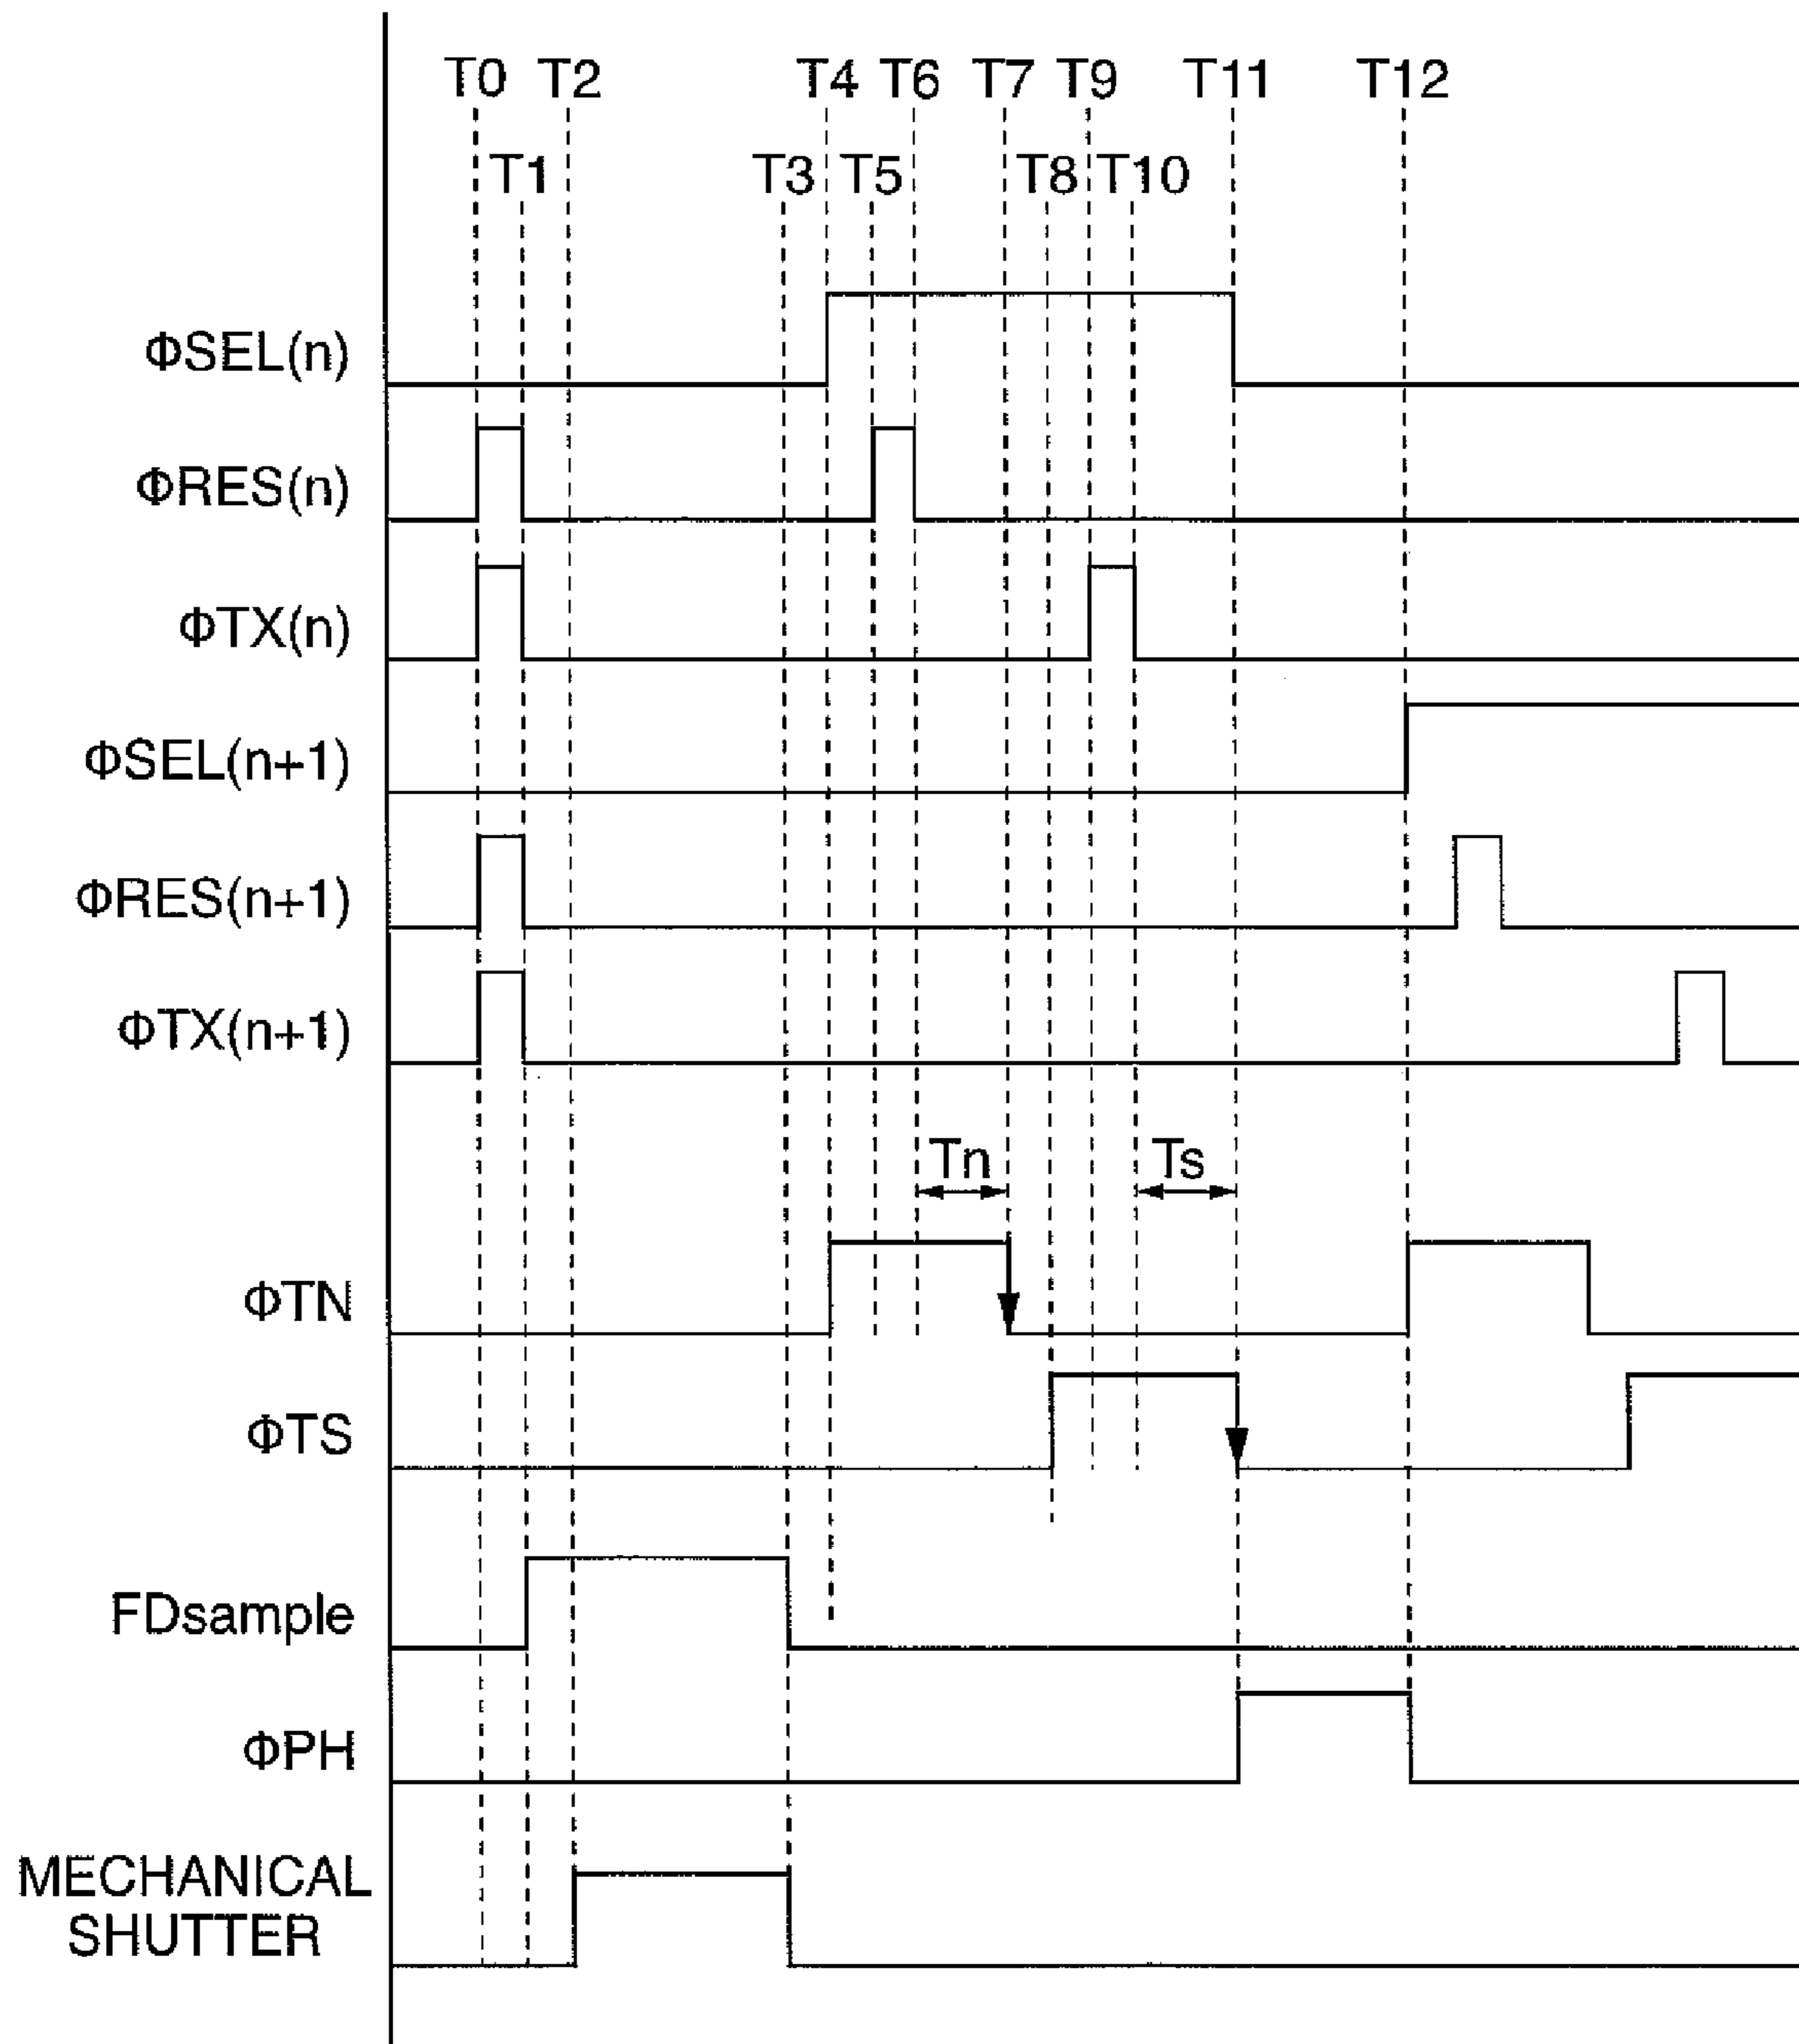 T0 T2 T4 T6 T7 T9 T11 T12
T1 T3 T5 T8 T10
ΦSEL(n)
ΦRES(n)
ΦTX(n)
ΦSEL(n+1)
ΦRES(n+1)
ΦTX(n+1)
Tn Ts
ΦTN
ΦTS
FDsample
ΦPH
MECHANICAL
SHUTTER